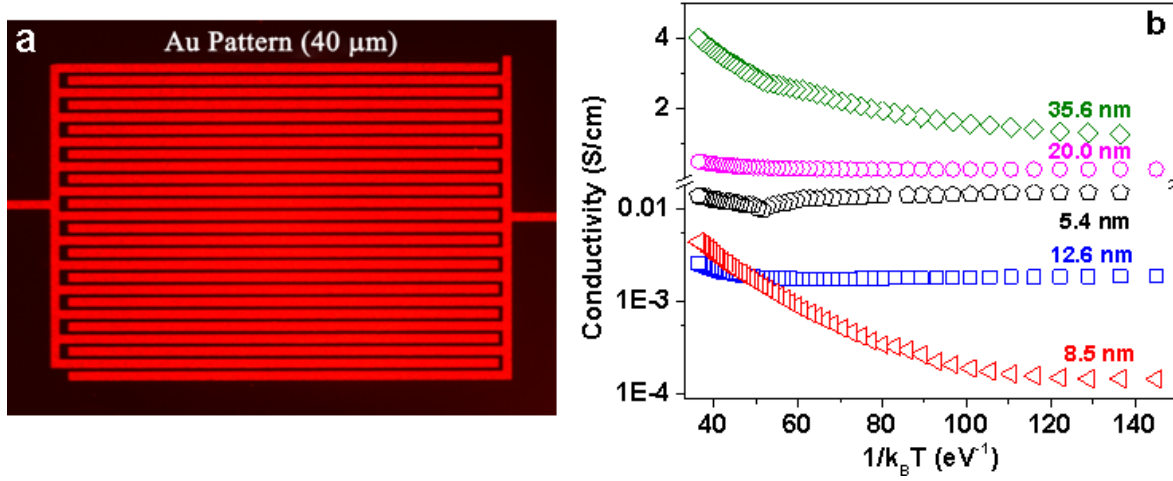 a
Au Pattern (40 μm)
b
Conductivity (S/cm)
4
2
0.01
1E-3
1E-4
35.6 nm
20.0 nm
5.4 nm
12.6 nm
8.5 nm
40 60 80 100 120 140
1/k_BT (eV⁻¹)